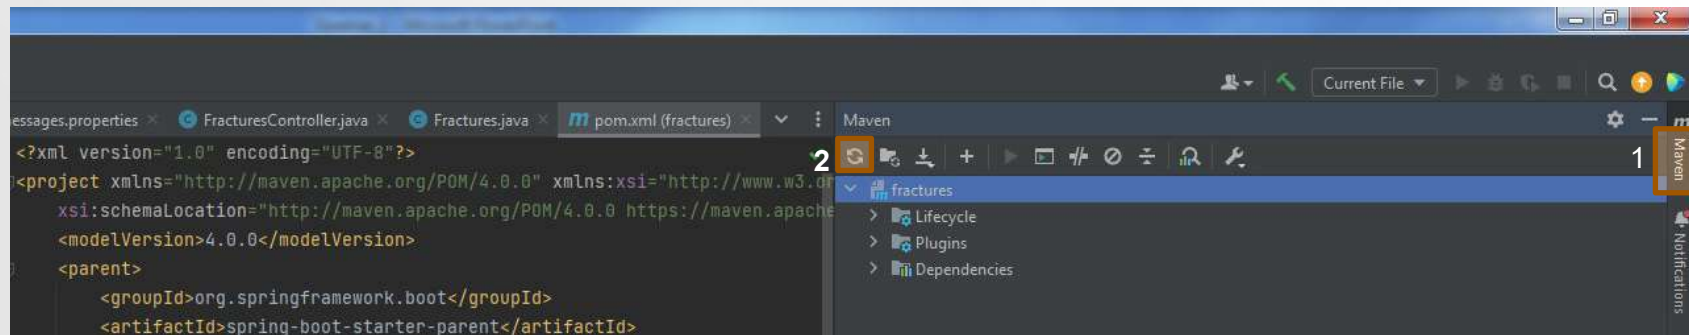 Current File
essages.properties
FracturesController.java
Fractures.java
pom.xml (fractures)
Maven
<?xml version="1.0" encoding="UTF-8"?>
<project xmlns="http://maven.apache.org/POM/4.0.0" xmlns:xsi="http://www.w3.or
xsi:schemaLocation="http://maven.apache.org/POM/4.0.0 https://maven.apache
<modelVersion>4.0.0</modelVersion>
<parent>
<groupId>org.springframework.boot</groupId>
<artifactId>spring-boot-starter-parent</artifactId>
2
fractures
Lifecycle
Plugins
Dependencies
1
Maven
Notifications